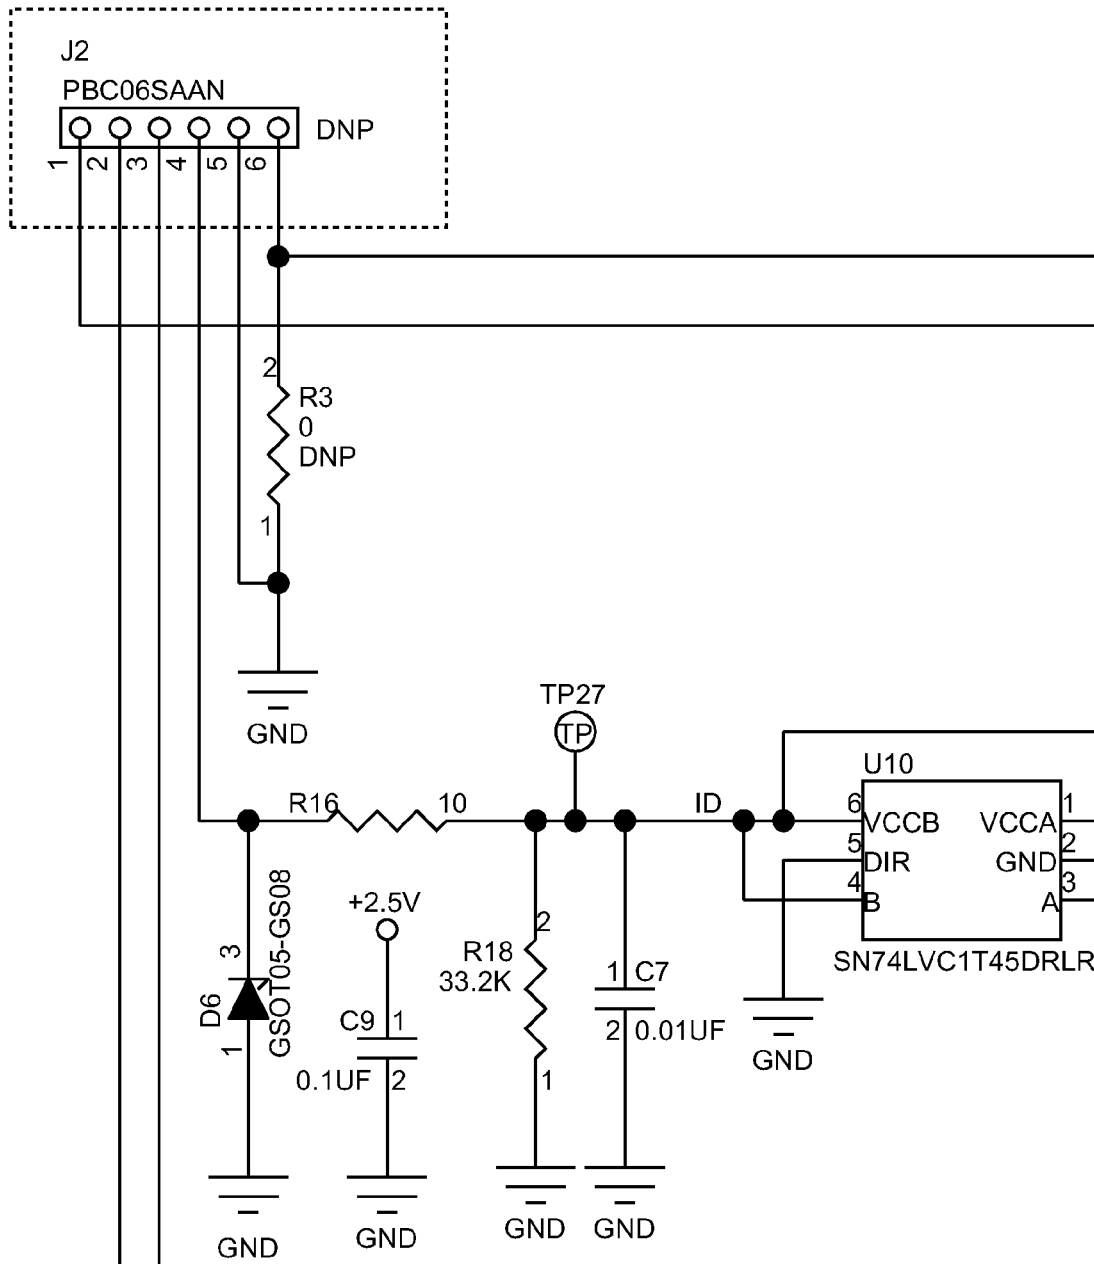 J2
PBC06SAAN
DNP
1 2 3 4 5 6
2
R3
0
DNP
1
GND
TP27
TP
U10
R16 10 ID
6 VCCB VCCA 1
5 DIR GND 2
4 B A 3
SN74LVC1T45DRLR
GND
3
D6
1
GSOT05-GS08
+2.5V
C9 1
0.1UF 2
2
R18
33.2K
1
1 C7
2 0.01UF
GND
GND
GND
GND